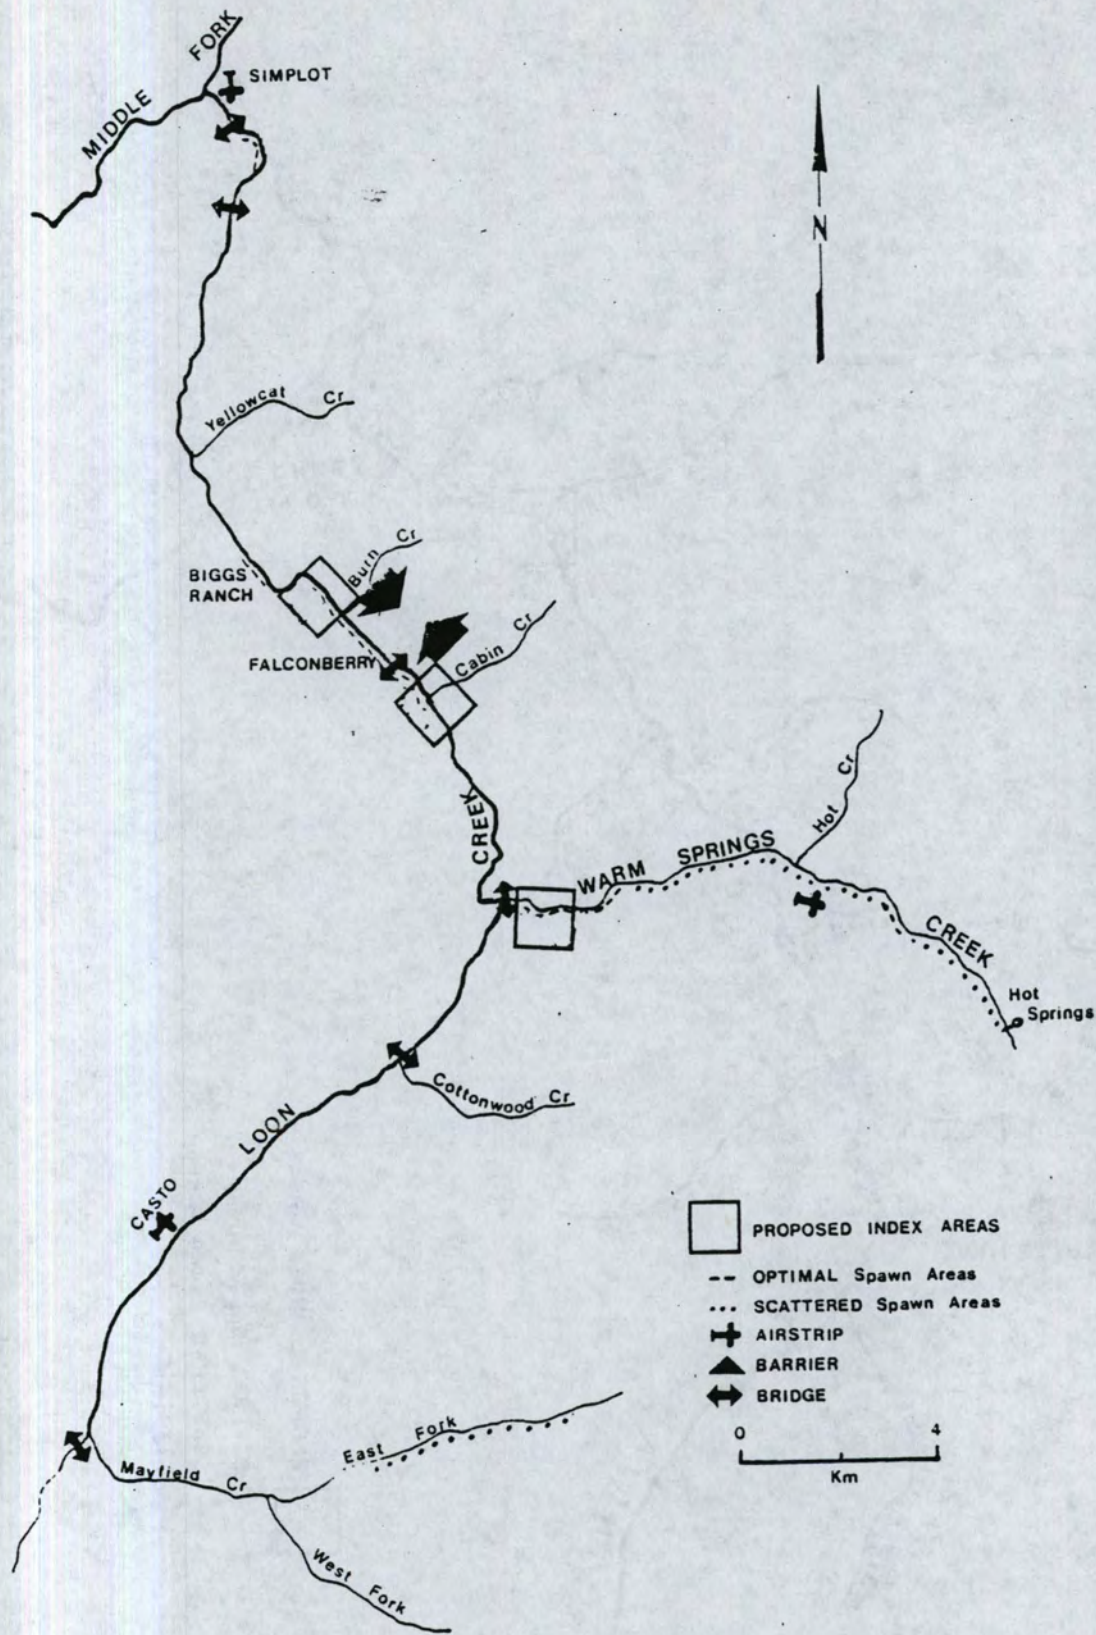 MIDDLE FORK
SIMPLOT
Yellowcat Cr
Burn Cr
BIGGS
RANCH
FALCONBERRY
Cabin Cr
CREEK
WARM SPRINGS
Hot Cr
CREEK
Hot
Springs
Cottonwood Cr
LOON
CASTO
Mayfield Cr
East Fork
West Fork
N
PROPOSED INDEX AREAS
OPTIMAL Spawn Areas
SCATTERED Spawn Areas
AIRSTRIP
BARRIER
BRIDGE
0 4
Km